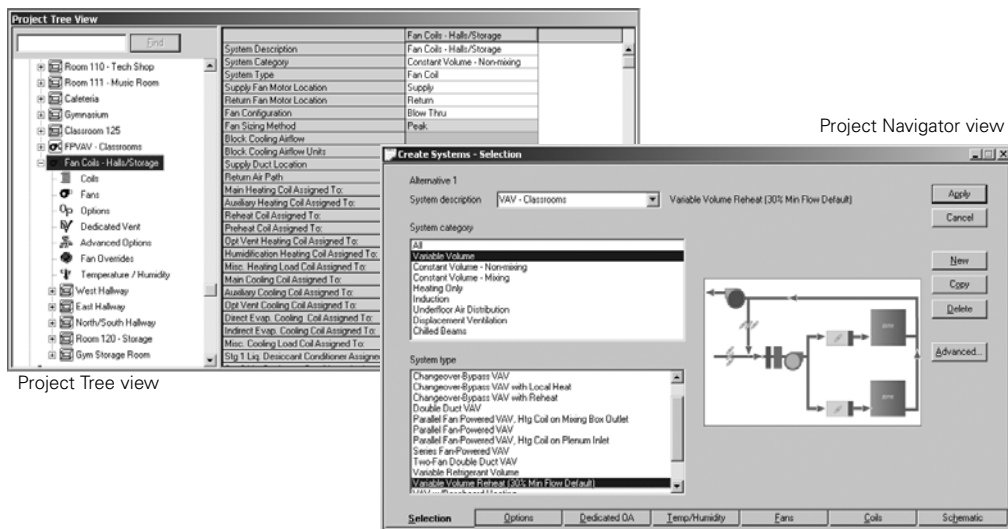 Project Tree View
Find
Room 110 - Tech Shop
Room 111 - Music Room
Cafeteria
Gymnasium
Classroom 125
FPVAV - Classrooms
Fan Coils - Halls/Storage
Coils
Fans
Options
Dedicated Vent
Advanced Options
Fan Overrides
Temperature / Humidity
West Hallway
East Hallway
North/South Hallway
Room 120 - Storage
Gym Storage Room
Fan Coils - Halls/Storage
System Description Fan Coils - Halls/Storage
System Category Constant Volume - Non-mixing
System Type Fan Coil
Supply Fan Motor Location Supply
Return Fan Motor Location Return
Fan Configuration Blow Thru
Fan Sizing Method Peak
Block Cooling Airflow
Block Cooling Airflow Units
Supply Duct Location
Return Air Path
Main Heating Coil Assigned To:
Auxiliary Heating Coil Assigned To:
Reheat Coil Assigned To:
Preheat Coil Assigned To:
Opt Vent Heating Coil Assigned To:
Humidification Heating Coil Assigned To:
Misc. Heating Load Coil Assigned To:
Main Cooling Coil Assigned To:
Auxiliary Cooling Coil Assigned To:
Opt Vent Cooling Coil Assigned To:
Direct Evap. Cooling Coil Assigned To:
Indirect Evap. Cooling Coil Assigned To:
Misc. Cooling Load Coil Assigned To:
Stg 1 Liq. Desiccant Conditioner Assigne
Project Tree view
Project Navigator view
Create Systems - Selection
Alternative 1
System description VAV - Classrooms Variable Volume Reheat (30% Min Flow Default)
System category
All
Variable Volume
Constant Volume - Non-mixing
Constant Volume - Mixing
Heating Only
Induction
Underfloor Air Distribution
Displacement Ventilation
Chilled Beams
System type
Changeover-Bypass VAV
Changeover-Bypass VAV with Local Heat
Changeover-Bypass VAV with Reheat
Double Duct VAV
Parallel Fan-Powered VAV, Htg Coil on Mixing Box Outlet
Parallel Fan-Powered VAV
Parallel Fan-Powered VAV, Htg Coil on Plenum Inlet
Series Fan-Powered VAV
Two-Fan Double Duct VAV
Variable Refrigerant Volume
Variable Volume Reheat (30% Min Flow Default)
Apply
Cancel
New
Copy
Delete
Advanced...
Selection Options Dedicated OA Temp/Humidity Fans Coils Schematic